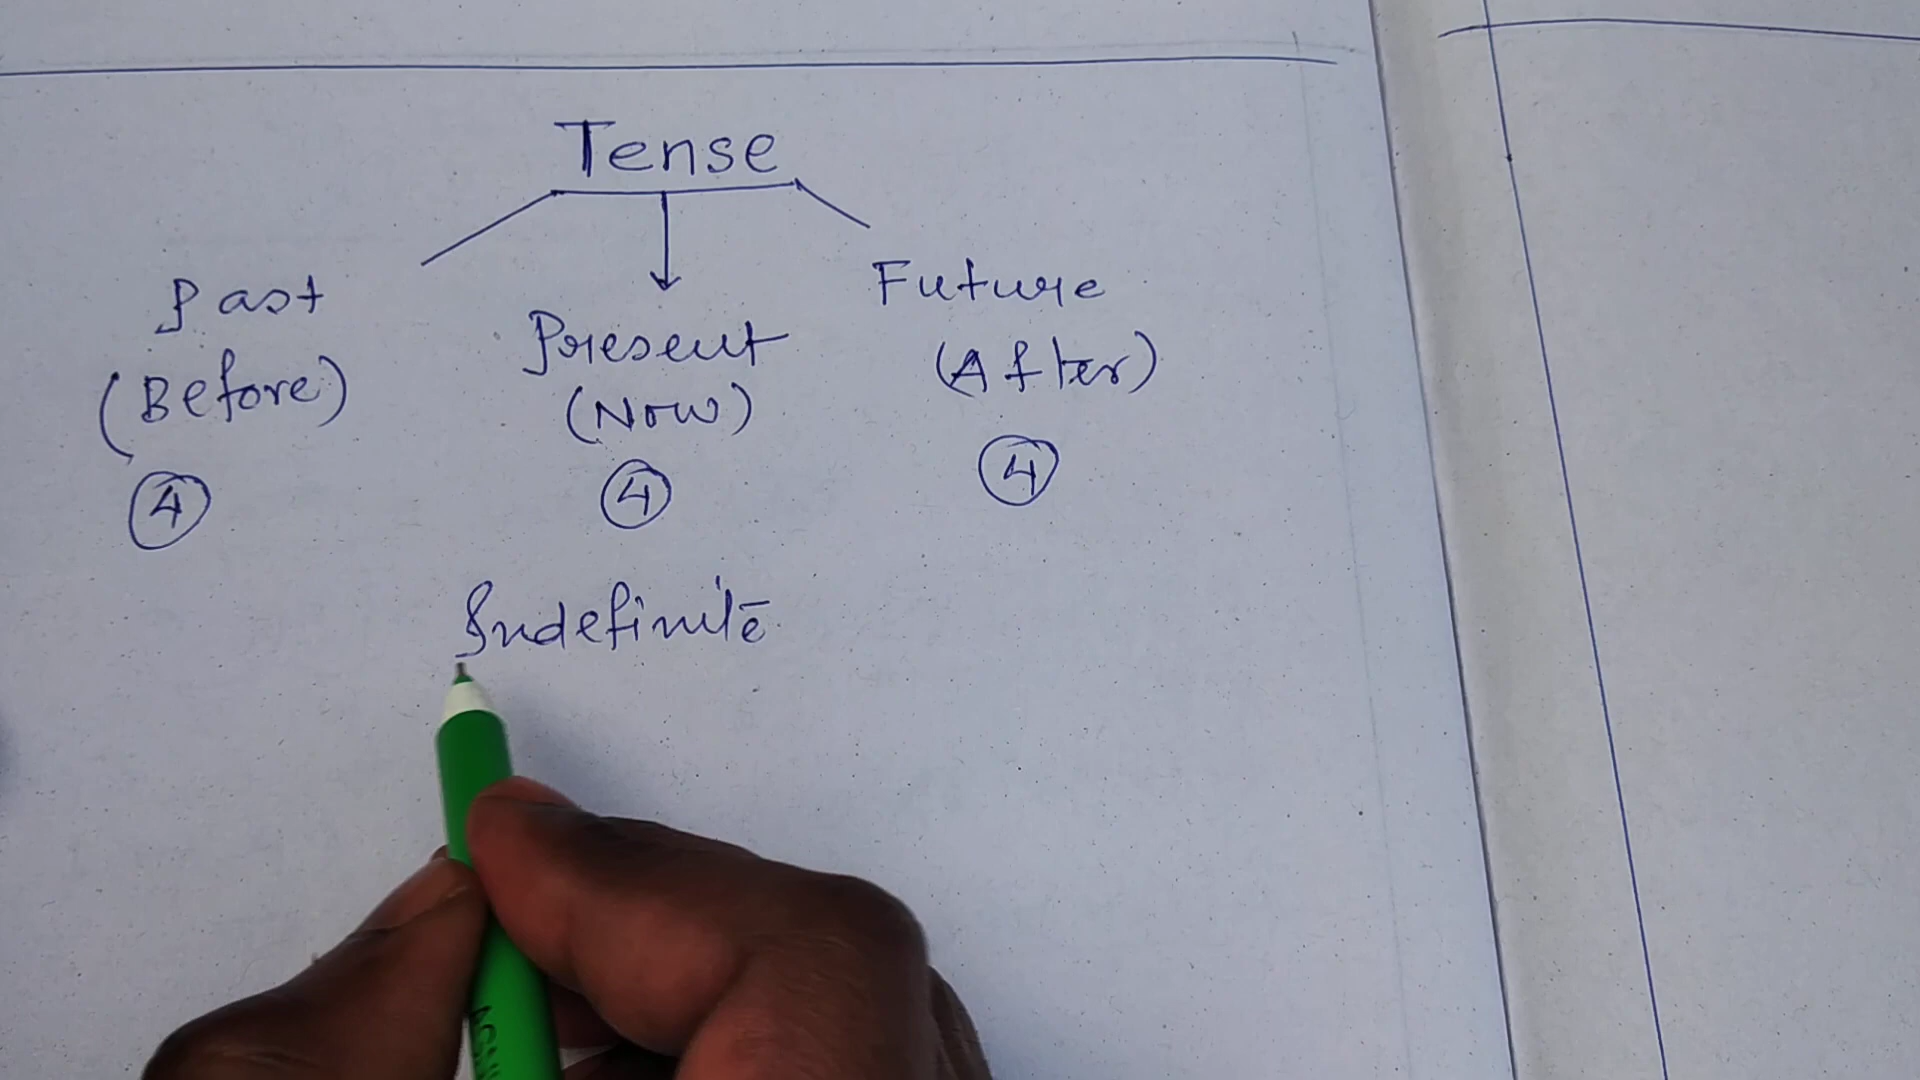 Tense
Past
Present
Future
(Before)
(Now)
(After)
4
4
4
Indefinite